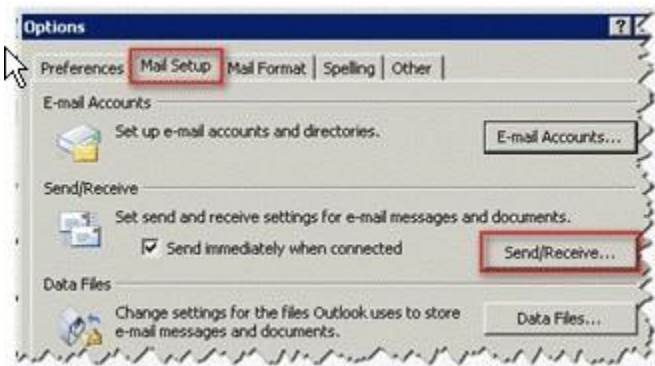 Options
?
Preferences Mail Setup Mail Format Spelling Other
E-mail Accounts
Set up e-mail accounts and directories.
E-mail Accounts...
Send/Receive
Set send and receive settings for e-mail messages and documents.
Send immediately when connected
Send/Receive...
Data Files
Change settings for the files Outlook uses to store
e-mail messages and documents.
Data Files...